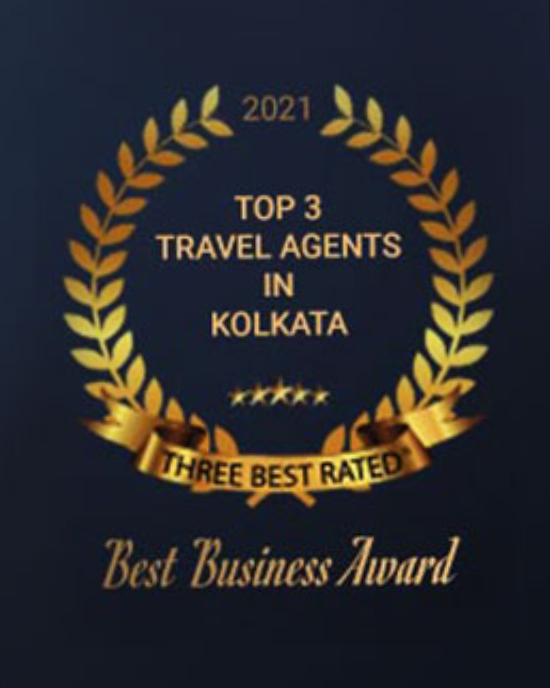 2021
TOP 3
TRAVEL AGENTS
IN
KOLKATA
THREE BEST RATED
Best Business Award